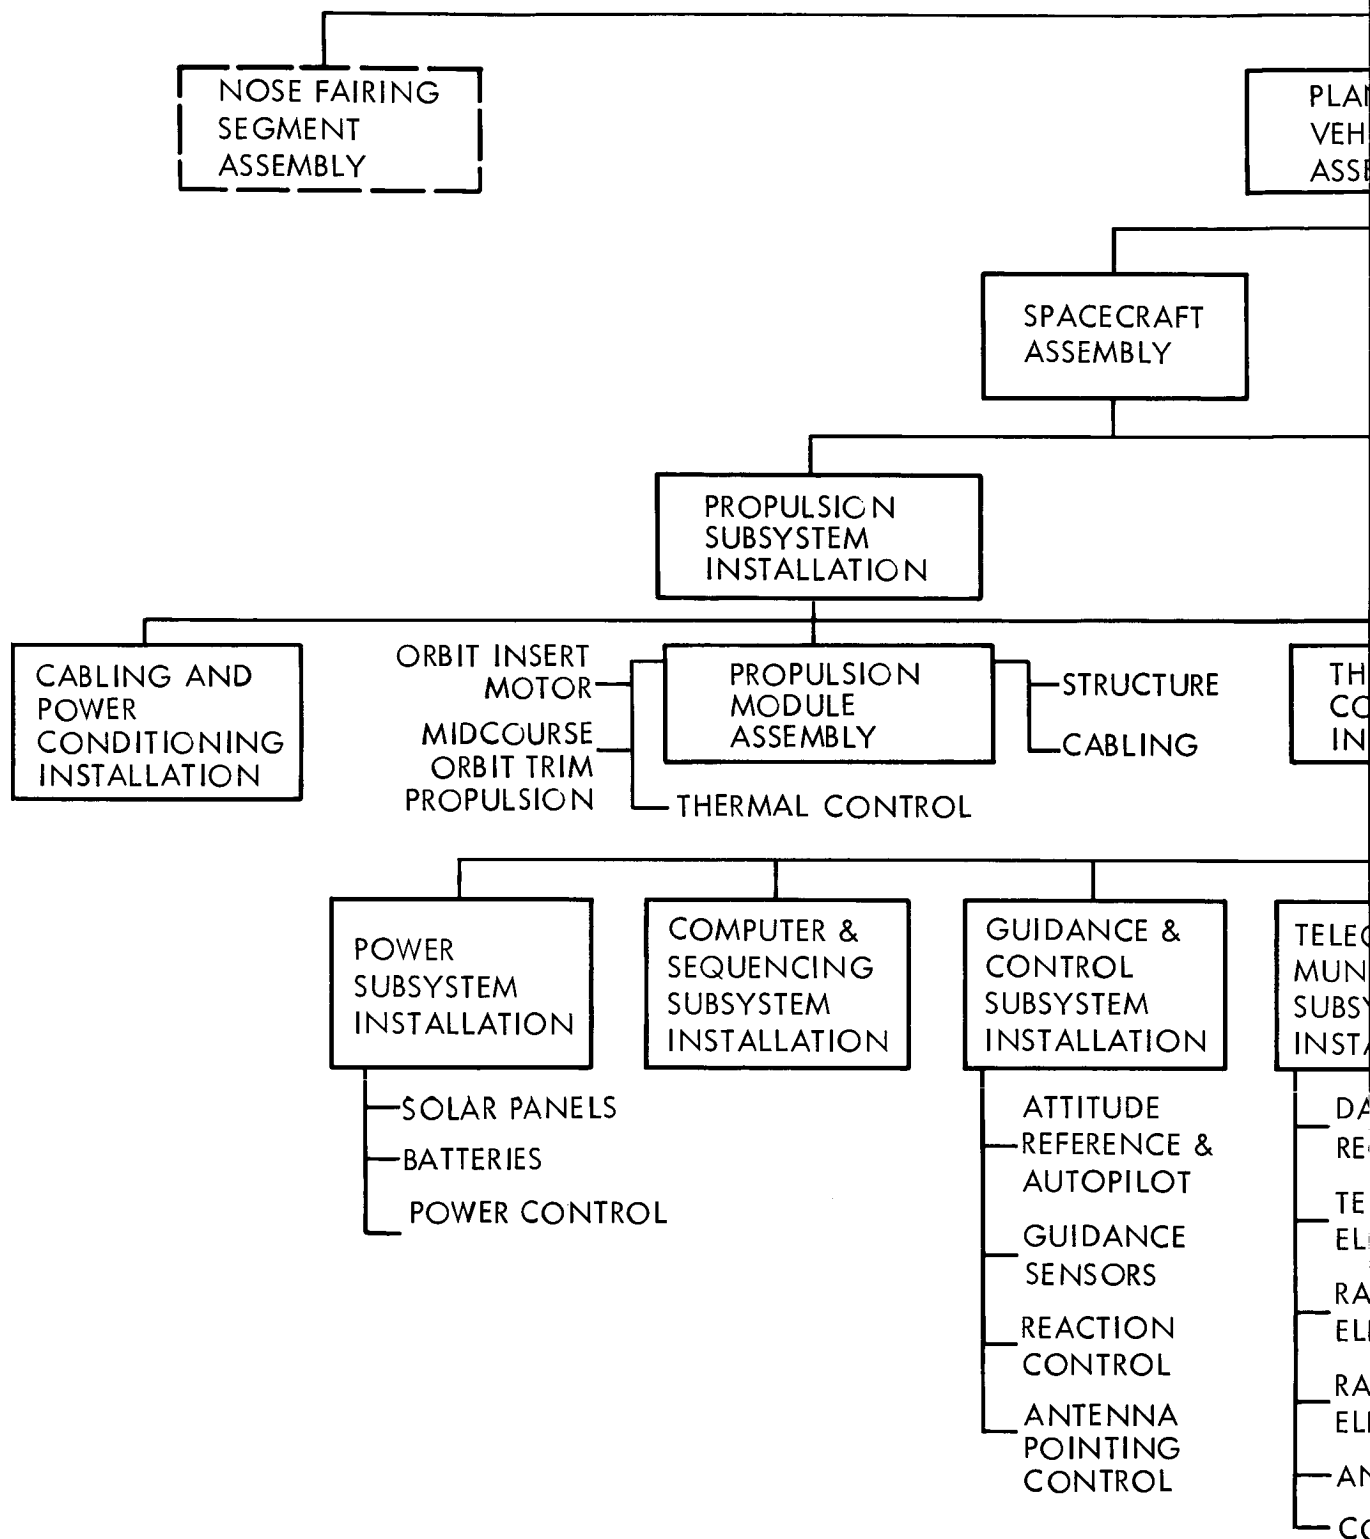 NOSE FAIRING
SEGMENT
ASSEMBLY
SPACECRAFT
ASSEMBLY
PROPULSION
SUBSYSTEM
INSTALLATION
CABLING AND
POWER
CONDITIONING
INSTALLATION
ORBIT INSERT
MOTOR
MIDCOURSE
ORBIT TRIM
PROPULSION
PROPULSION
MODULE
ASSEMBLY
THERMAL CONTROL
STRUCTURE
CABLING
POWER
SUBSYSTEM
INSTALLATION
SOLAR PANELS
BATTERIES
POWER CONTROL
COMPUTER &
SEQUENCING
SUBSYSTEM
INSTALLATION
GUIDANCE &
CONTROL
SUBSYSTEM
INSTALLATION
ATTITUDE
REFERENCE &
AUTOPILOT
GUIDANCE
SENSORS
REACTION
CONTROL
ANTENNA
POINTING
CONTROL